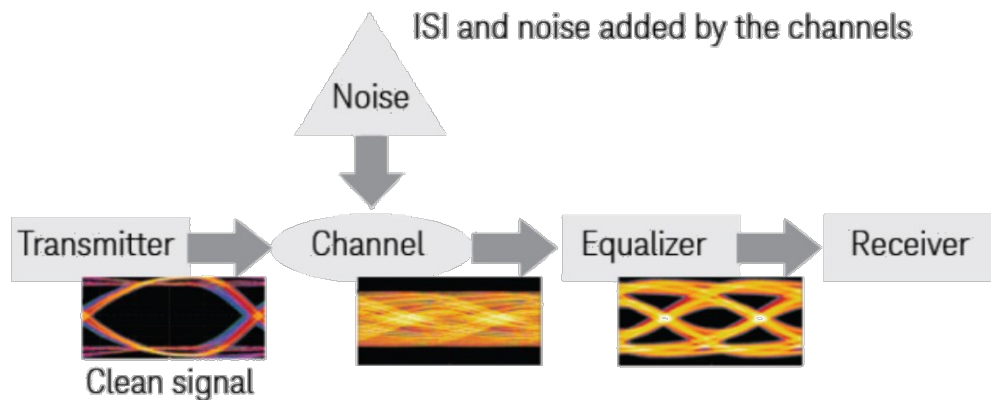 ISI and noise added by the channels
Noise
Transmitter
Channel
Equalizer
Receiver
Clean signal